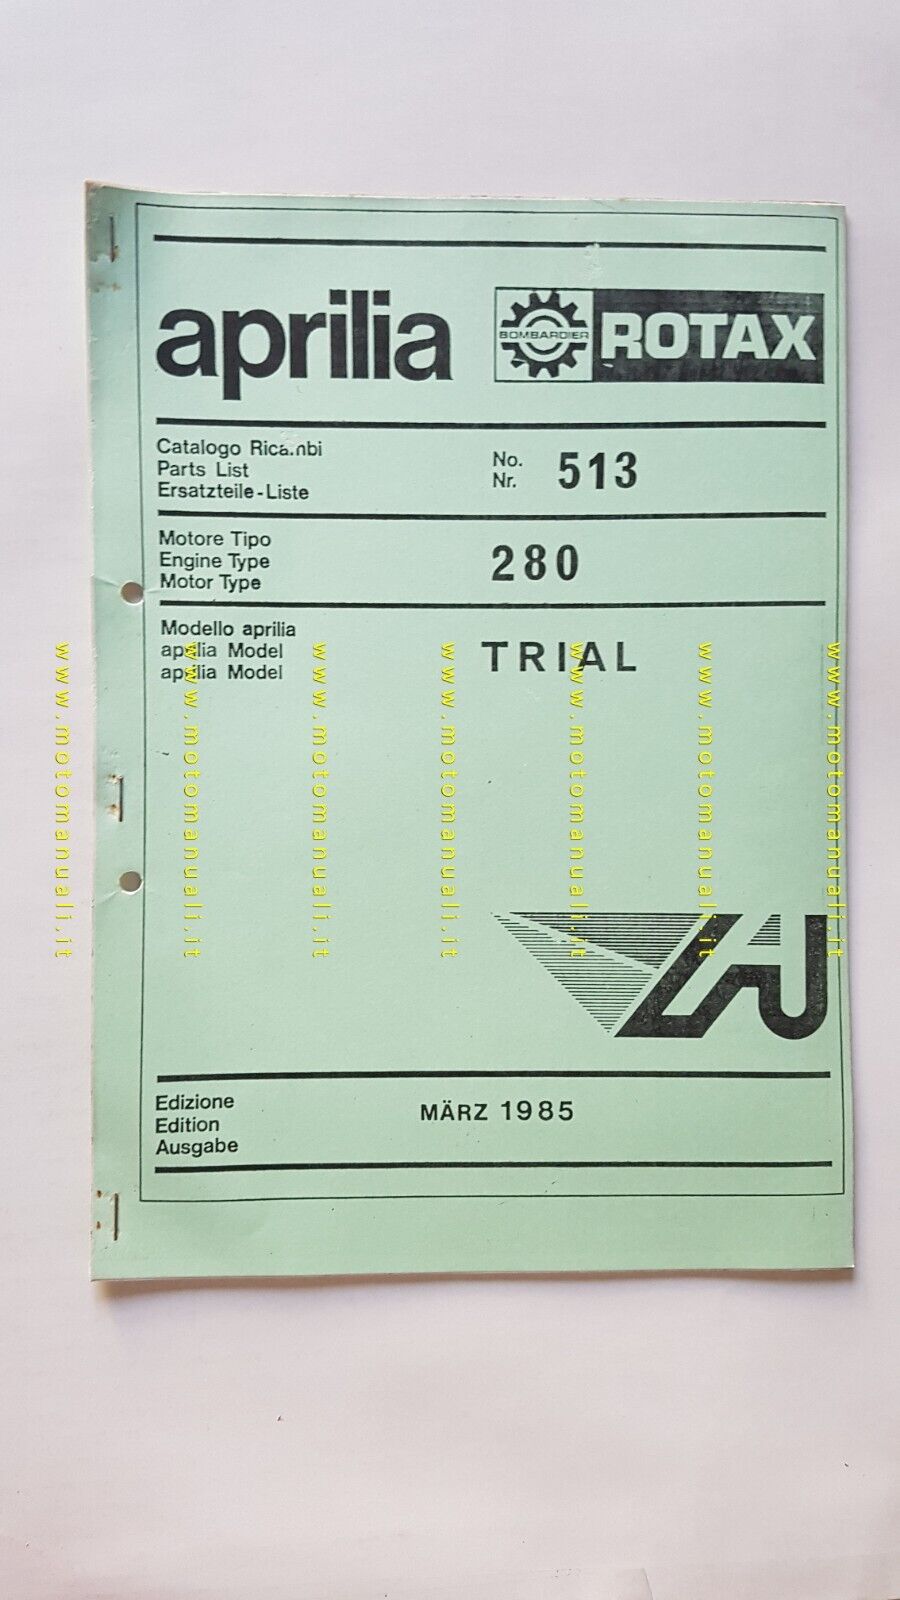 aprilia
BOMBARDIER
ROTAX
Catalogo Ricambi
Parts List
Ersatzteile-Liste
No.
Nr.
513
Motore Tipo
Engine Type
Motor Type
280
Modello aprilia
aprilia Model
aprilia Model
TRIAL
www.motomanuali.it
www.motomanuali.it
www.motomanuali.it
www.motomanuali.it
www.motomanuali.it
www.motomanuali.it
www.motomanuali.it
Edizione
Edition
Ausgabe
MÄRZ 1985